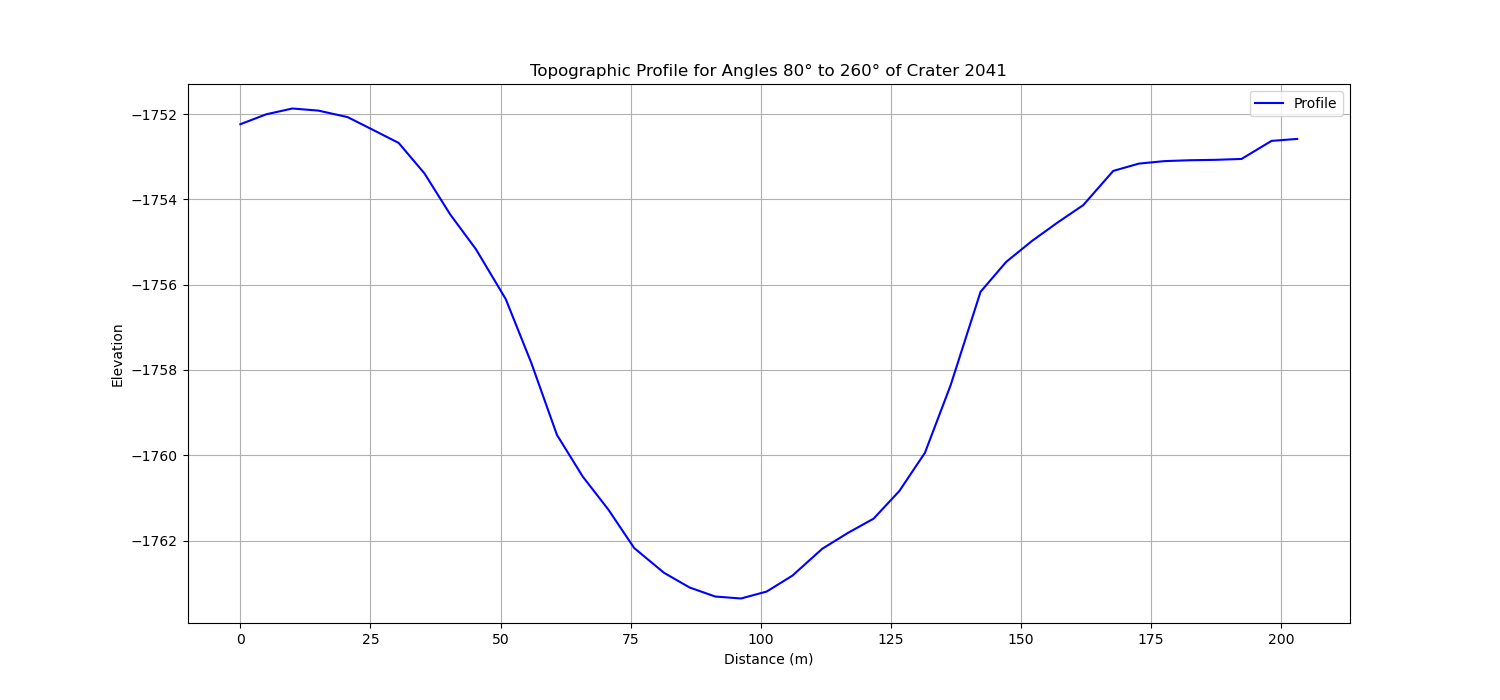 Topographic Profile for Angles 80° to 260° of Crater 2041
Profile
−1752
−1754
−1756
−1758
−1760
−1762
Elevation
0 25 50 75 100 125 150 175 200
Distance (m)